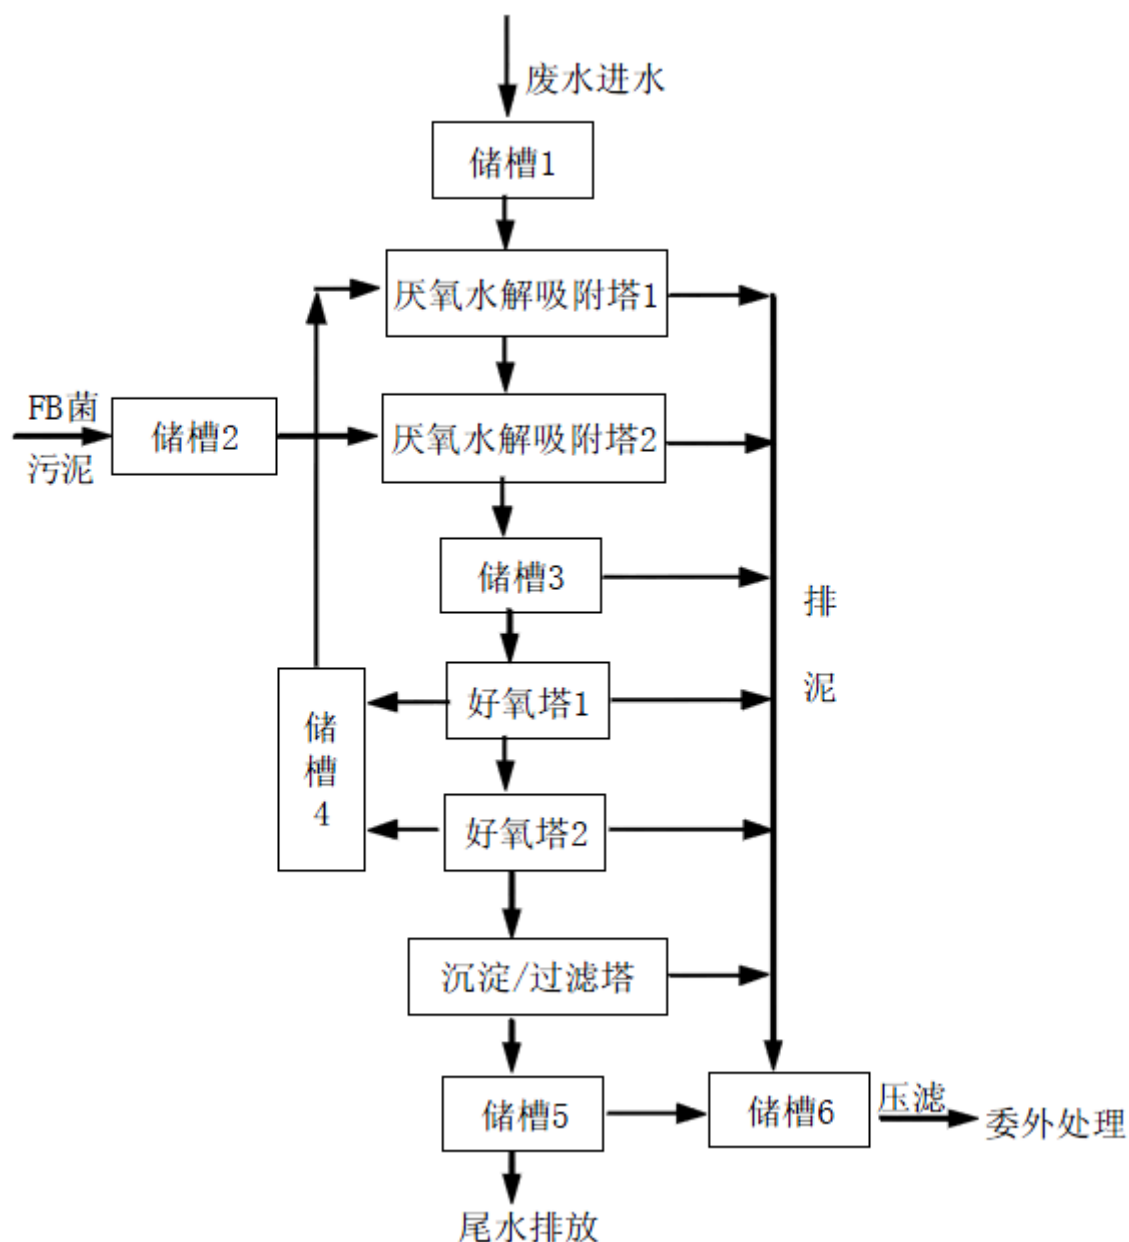 废水进水
储槽1
厌氧水解吸附塔1
FB菌
污泥
储槽2
厌氧水解吸附塔2
储槽3
排
泥
好氧塔1
储
槽
4
好氧塔2
沉淀/过滤塔
储槽5
储槽6
压滤
委外处理
尾水排放